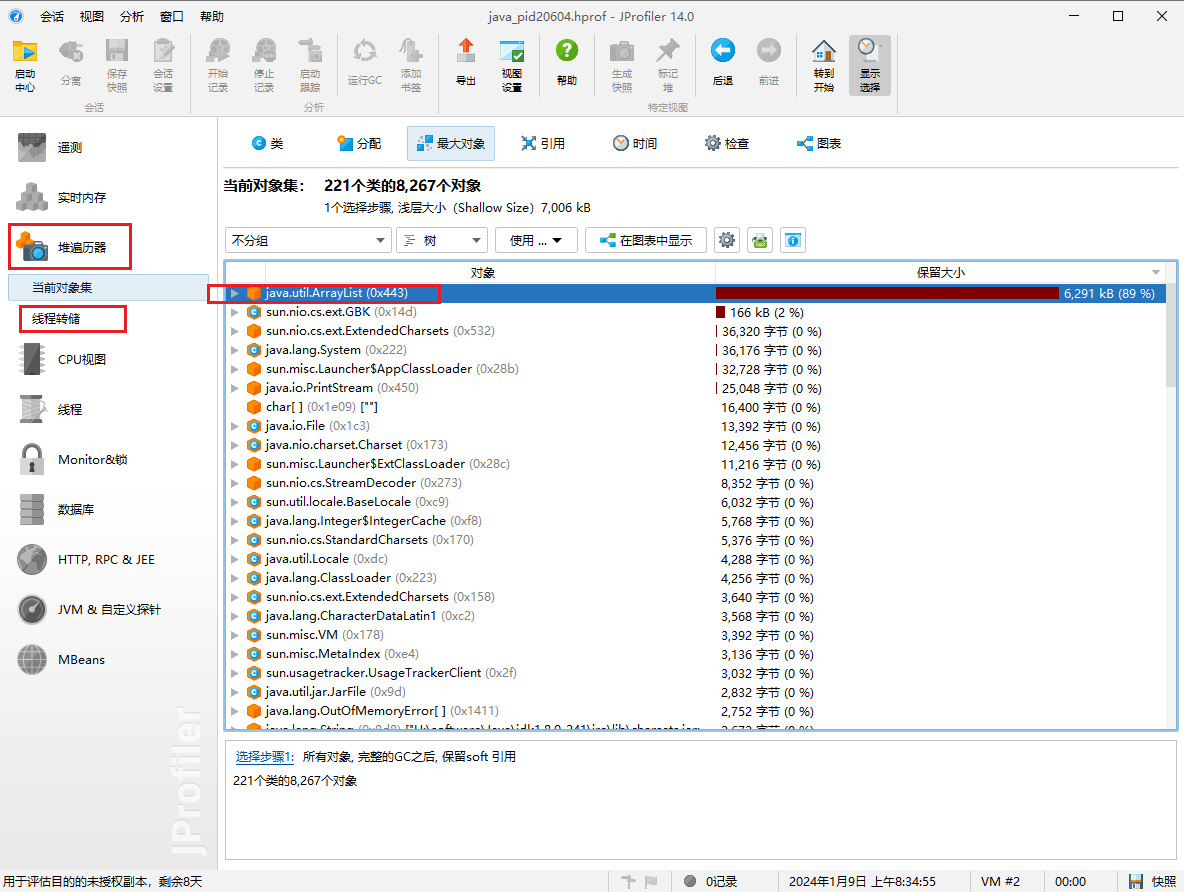 会话 视图 分析 窗口 帮助
java_pid20604.hprof - JProfiler 14.0
启动中心
分离
保存快照
会话设置
开始记录
停止记录
启动跟踪
运行GC
添加书签
导出
视图设置
帮助
生成快照
标记堆
后退
前进
转到开始
显示选择
会话
分析
特定视图
遥测
实时内存
堆遍历器
当前对象集
线程转储
CPU视图
线程
Monitor&锁
数据库
HTTP, RPC & JEE
JVM & 自定义探针
MBeans
JProfiler
类 分配 最大对象 引用 时间 检查 图表
当前对象集： 221个类的8,267个对象
1个选择步骤, 浅层大小（Shallow Size）7,006 kB
不分组 树 使用 ... 在图表中显示
对象 保留大小
java.util.ArrayList (0x443) 6,291 kB (89 %)
sun.nio.cs.ext.GBK (0x14d) 166 kB (2 %)
sun.nio.cs.ext.ExtendedCharsets (0x532) 36,320 字节 (0 %)
java.lang.System (0x222) 36,176 字节 (0 %)
sun.misc.Launcher$AppClassLoader (0x28b) 32,728 字节 (0 %)
java.io.PrintStream (0x450) 25,048 字节 (0 %)
char[ ] (0x1e09) [""] 16,400 字节 (0 %)
java.io.File (0x1c3) 13,392 字节 (0 %)
java.nio.charset.Charset (0x173) 12,456 字节 (0 %)
sun.misc.Launcher$ExtClassLoader (0x28c) 11,216 字节 (0 %)
sun.nio.cs.StreamDecoder (0x273) 8,352 字节 (0 %)
sun.util.locale.BaseLocale (0xc9) 6,032 字节 (0 %)
java.lang.Integer$IntegerCache (0xf8) 5,768 字节 (0 %)
sun.nio.cs.StandardCharsets (0x170) 5,376 字节 (0 %)
java.util.Locale (0xdc) 4,288 字节 (0 %)
java.lang.ClassLoader (0x223) 4,256 字节 (0 %)
sun.nio.cs.ext.ExtendedCharsets (0x158) 3,640 字节 (0 %)
java.lang.CharacterDataLatin1 (0xc2) 3,568 字节 (0 %)
sun.misc.VM (0x178) 3,392 字节 (0 %)
sun.misc.MetaIndex (0xe4) 3,136 字节 (0 %)
sun.usagetracker.UsageTrackerClient (0x2f) 3,032 字节 (0 %)
java.util.jar.JarFile (0x9d) 2,832 字节 (0 %)
java.lang.OutOfMemoryError[ ] (0x1411) 2,752 字节 (0 %)
选择步骤1: 所有对象, 完整的GC之后, 保留soft 引用
221个类的8,267个对象
用于评估目的的未授权副本，剩余8天 0记录 2024年1月9日 上午8:34:55 VM #2 00:00 快照